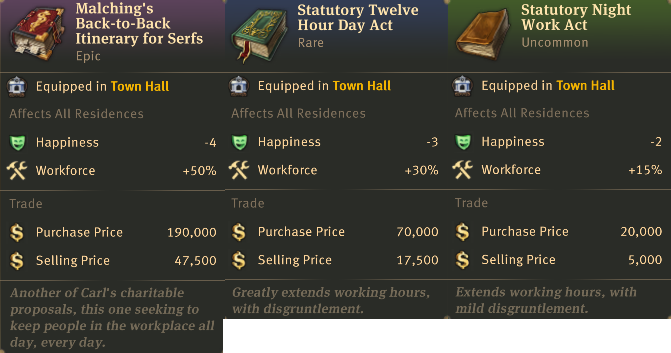 Malching's
Back-to-Back
Itinerary for Serfs
Epic
Equipped in Town Hall
Affects All Residences
Happiness -4
Workforce +50%
Trade
Purchase Price 190,000
Selling Price 47,500
Another of Carl's charitable
proposals, this one seeking to
keep people in the workplace all
day, every day.
Statutory Twelve
Hour Day Act
Rare
Equipped in Town Hall
Affects All Residences
Happiness -3
Workforce +30%
Trade
Purchase Price 70,000
Selling Price 17,500
Greatly extends working hours,
with disgruntlement.
Statutory Night
Work Act
Uncommon
Equipped in Town Hall
Affects All Residences
Happiness -2
Workforce +15%
Trade
Purchase Price 20,000
Selling Price 5,000
Extends working hours, with
mild disgruntlement.